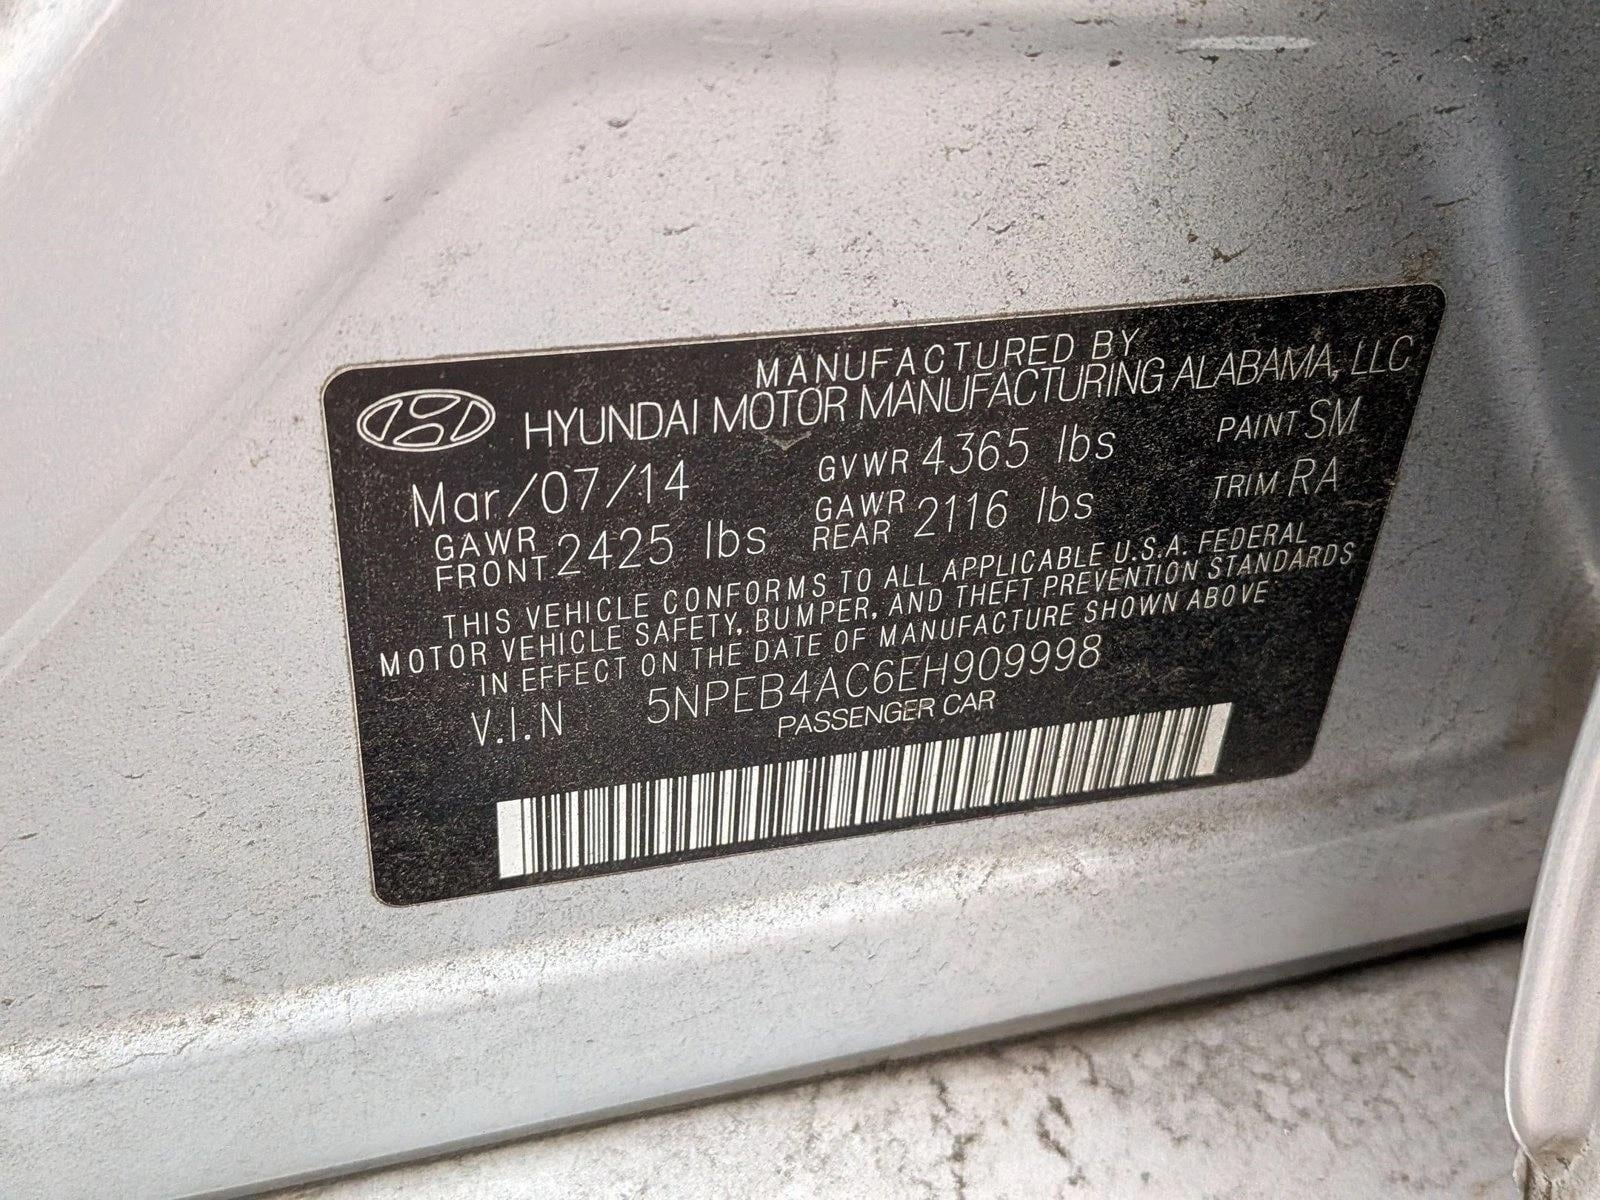 MANUFACTURED BY
HYUNDAI MOTOR MANUFACTURING ALABAMA, LLC
Mar/07/14 GVWR 4365 lbs PAINT SM
GAWR FRONT 2425 lbs GAWR REAR 2116 lbs TRIM RA
THIS VEHICLE CONFORMS TO ALL APPLICABLE U.S.A. FEDERAL
MOTOR VEHICLE SAFETY, BUMPER, AND THEFT PREVENTION STANDARDS
IN EFFECT ON THE DATE OF MANUFACTURE SHOWN ABOVE
V.I.N 5NPEB4AC6EH909998
PASSENGER CAR